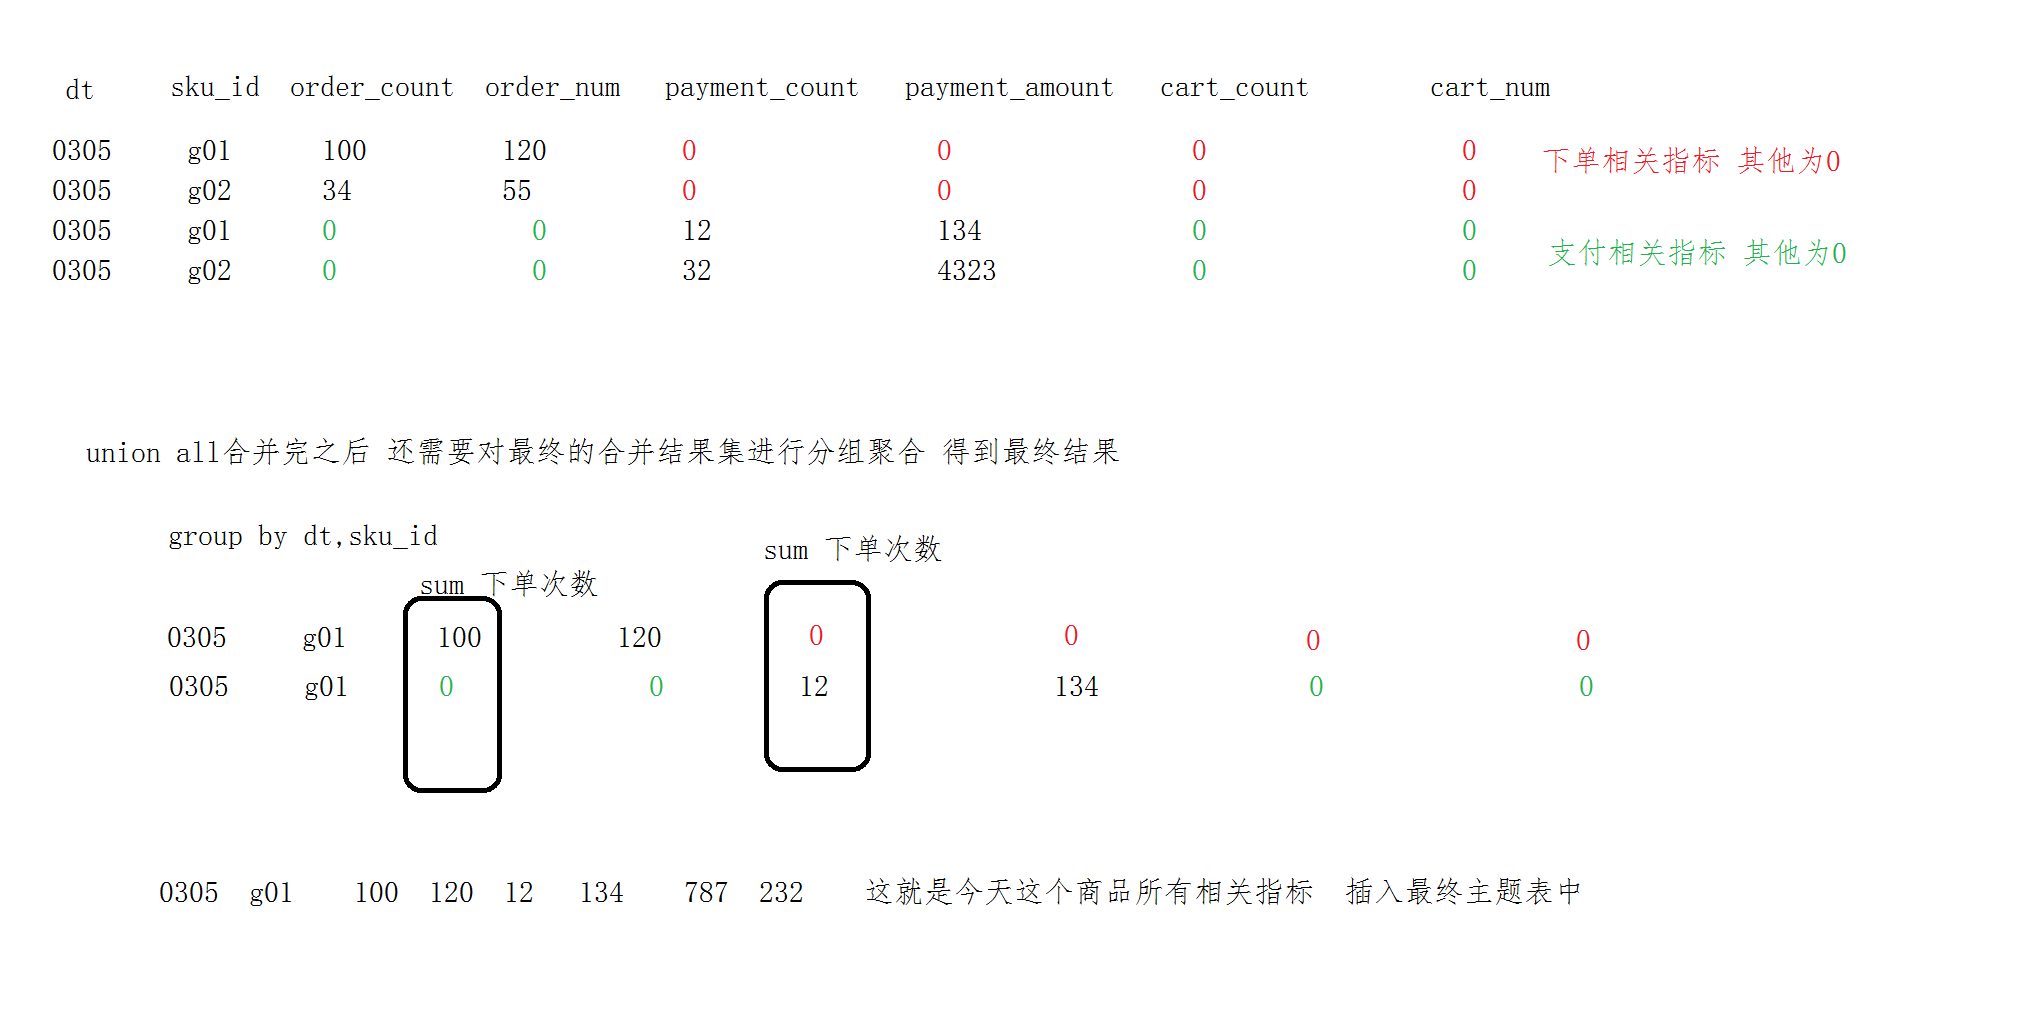 dt sku_id order_count order_num payment_count payment_amount cart_count cart_num
0305 g01 100 120 0 0 0 0 下单相关指标 其他为0
0305 g02 34 55 0 0 0 0
0305 g01 0 0 12 134 0 0 支付相关指标 其他为0
0305 g02 0 0 32 4323 0 0
union all合并完之后 还需要对最终的合并结果集进行分组聚合 得到最终结果
group by dt,sku_id
sum 下单次数
sum 下单次数
0305 g01 100 120 0 0 0 0
0305 g01 0 0 12 134 0 0
0305 g01 100 120 12 134 787 232 这就是今天这个商品所有相关指标 插入最终主题表中